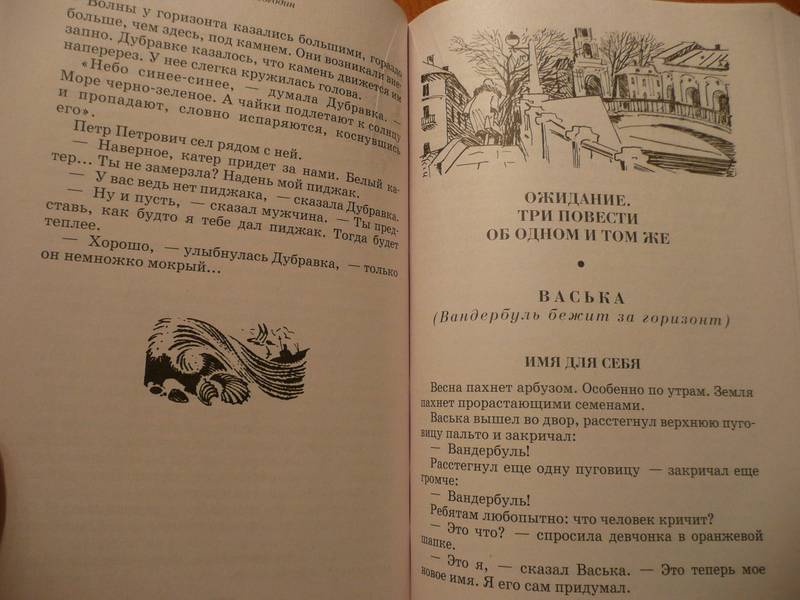 Волны у горизонта казались большими, гораздо
больше, чем здесь, под камнем. Они возникали вне-
запно. Дубравке казалось, что камень движется им
наперерез. У нее слегка кружилась голова.
«Небо синее-синее, — думала Дубравка. —
Море черно-зеленое. А чайки подлетают к солнцу
и пропадают, словно испаряются, коснувшись
его».
Петр Петрович сел рядом с ней.
— Наверное, катер придет за нами. Белый ка-
тер... Ты не замерзла? Надень мой пиджак.
— У вас ведь нет пиджака, — сказала Дубравка.
— Ну и пусть, — сказал мужчина. — Ты пред-
ставь, как будто я тебе дал пиджак. Тогда будет
теплее.
— Хорошо, — улыбнулась Дубравка, — только
он немножко мокрый...
ОЖИДАНИЕ.
ТРИ ПОВЕСТИ
ОБ ОДНОМ И ТОМ ЖЕ
•
ВАСЬКА
(Вандербуль бежит за горизонт)
ИМЯ ДЛЯ СЕБЯ
Весна пахнет арбузом. Особенно по утрам. Земля
пахнет прорастающими семенами.
Васька вышел во двор, расстегнул верхнюю пуго-
вицу пальто и закричал:
— Вандербуль!
Расстегнул еще одну пуговицу — закричал еще
громче:
— Вандербуль!
Ребятам любопытно: что человек кричит?
— Это что? — спросила девчонка в оранжевой
шапке.
— Это я, — сказал Васька. — Это теперь мое
новое имя. Я его сам придумал.